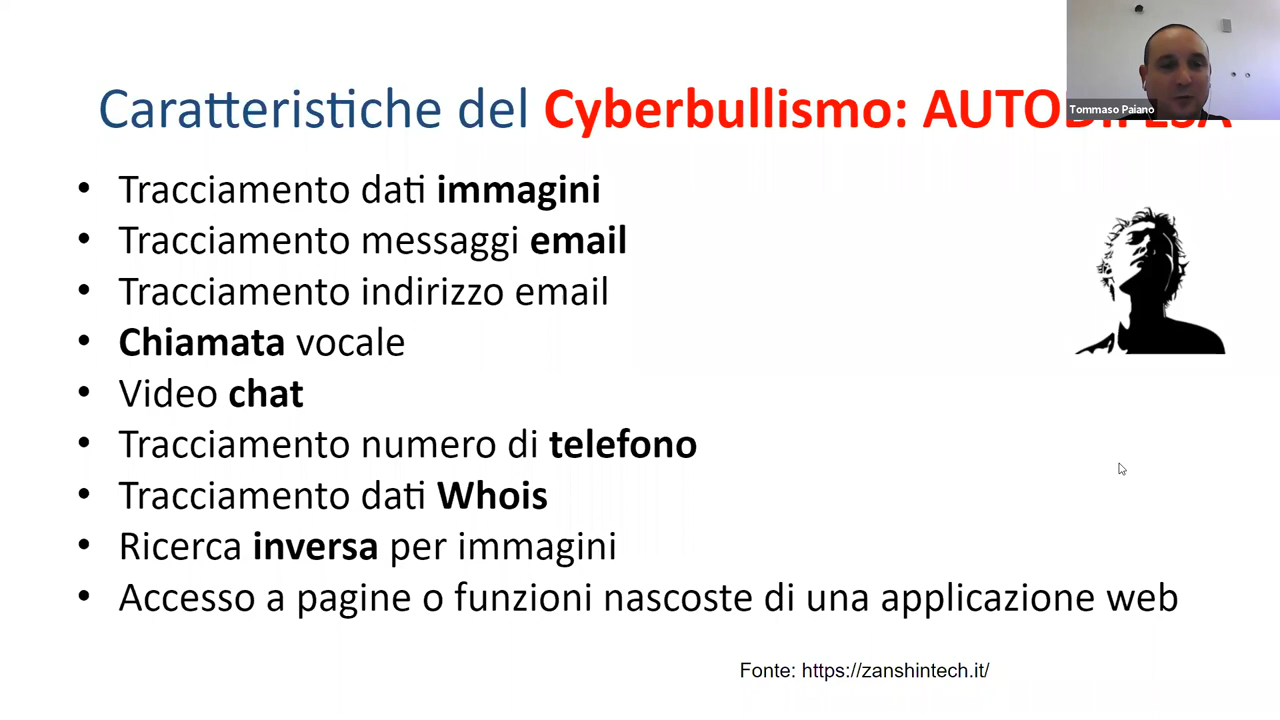 Caratteristiche del Cyberbullismo: AUTODIFESA
Tommaso Paiano
• Tracciamento dati immagini
• Tracciamento messaggi email
• Tracciamento indirizzo email
• Chiamata vocale
• Video chat
• Tracciamento numero di telefono
• Tracciamento dati Whois
• Ricerca inversa per immagini
• Accesso a pagine o funzioni nascoste di una applicazione web
Fonte: https://zanshintech.it/